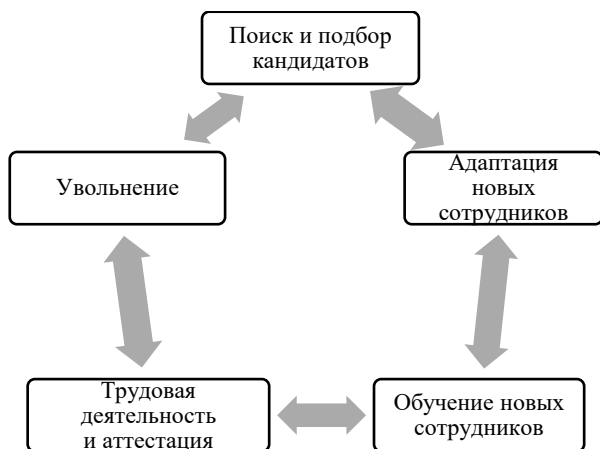 Поиск и подбор
кандидатов
Увольнение
Адаптация
новых
сотрудников
Трудовая
деятельность
и аттестация
Обучение новых
сотрудников